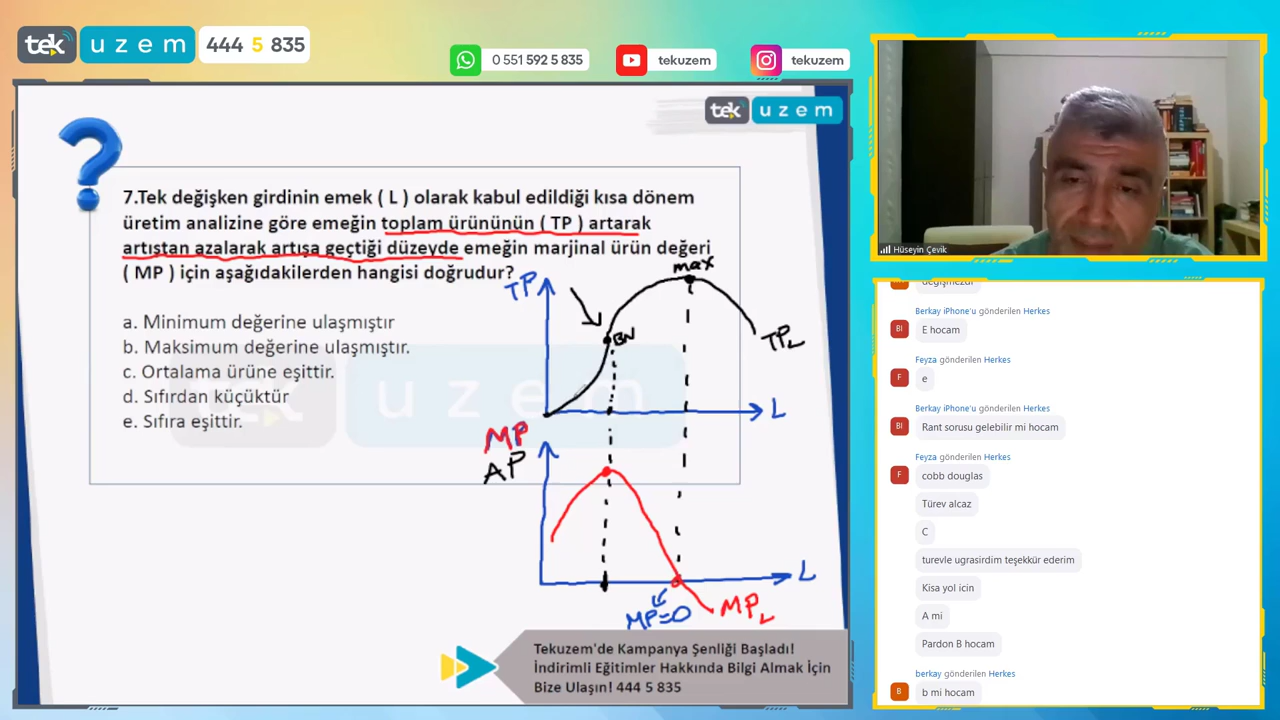 tek uzem 444 5 835
0 551 592 5 835
tekuzem
tekuzem
tek uzem
7.Tek değişken girdinin emek ( L ) olarak kabul edildiği kısa dönem
üretim analizine göre emeğin toplam ürününün ( TP ) artarak
artıştan azalarak artışa geçtiği düzeyde emeğin marjinal ürün değeri
( MP ) için aşağıdakilerden hangisi doğrudur?
a. Minimum değerine ulaşmıştır
b. Maksimum değerine ulaşmıştır.
c. Ortalama ürüne eşittir.
d. Sıfırdan küçüktür
e. Sıfıra eşittir.
tek uzem
TP
max
BN
TPL
L
MP
AP
L
MP=0
MPL
Tekuzem'de Kampanya Şenliği Başladı!
İndirimli Eğitimler Hakkında Bilgi Almak İçin
Bize Ulaşın! 444 5 835
Hüseyin Çevik
Berkay iPhone'u gönderilen Herkes
BI E hocam
Feyza gönderilen Herkes
F e
Berkay iPhone'u gönderilen Herkes
BI Rant sorusu gelebilir mi hocam
Feyza gönderilen Herkes
F cobb douglas
Türev alcaz
C
turevle ugrasirdim teşekkür ederim
Kisa yol icin
A mi
Pardon B hocam
berkay gönderilen Herkes
B b mi hocam